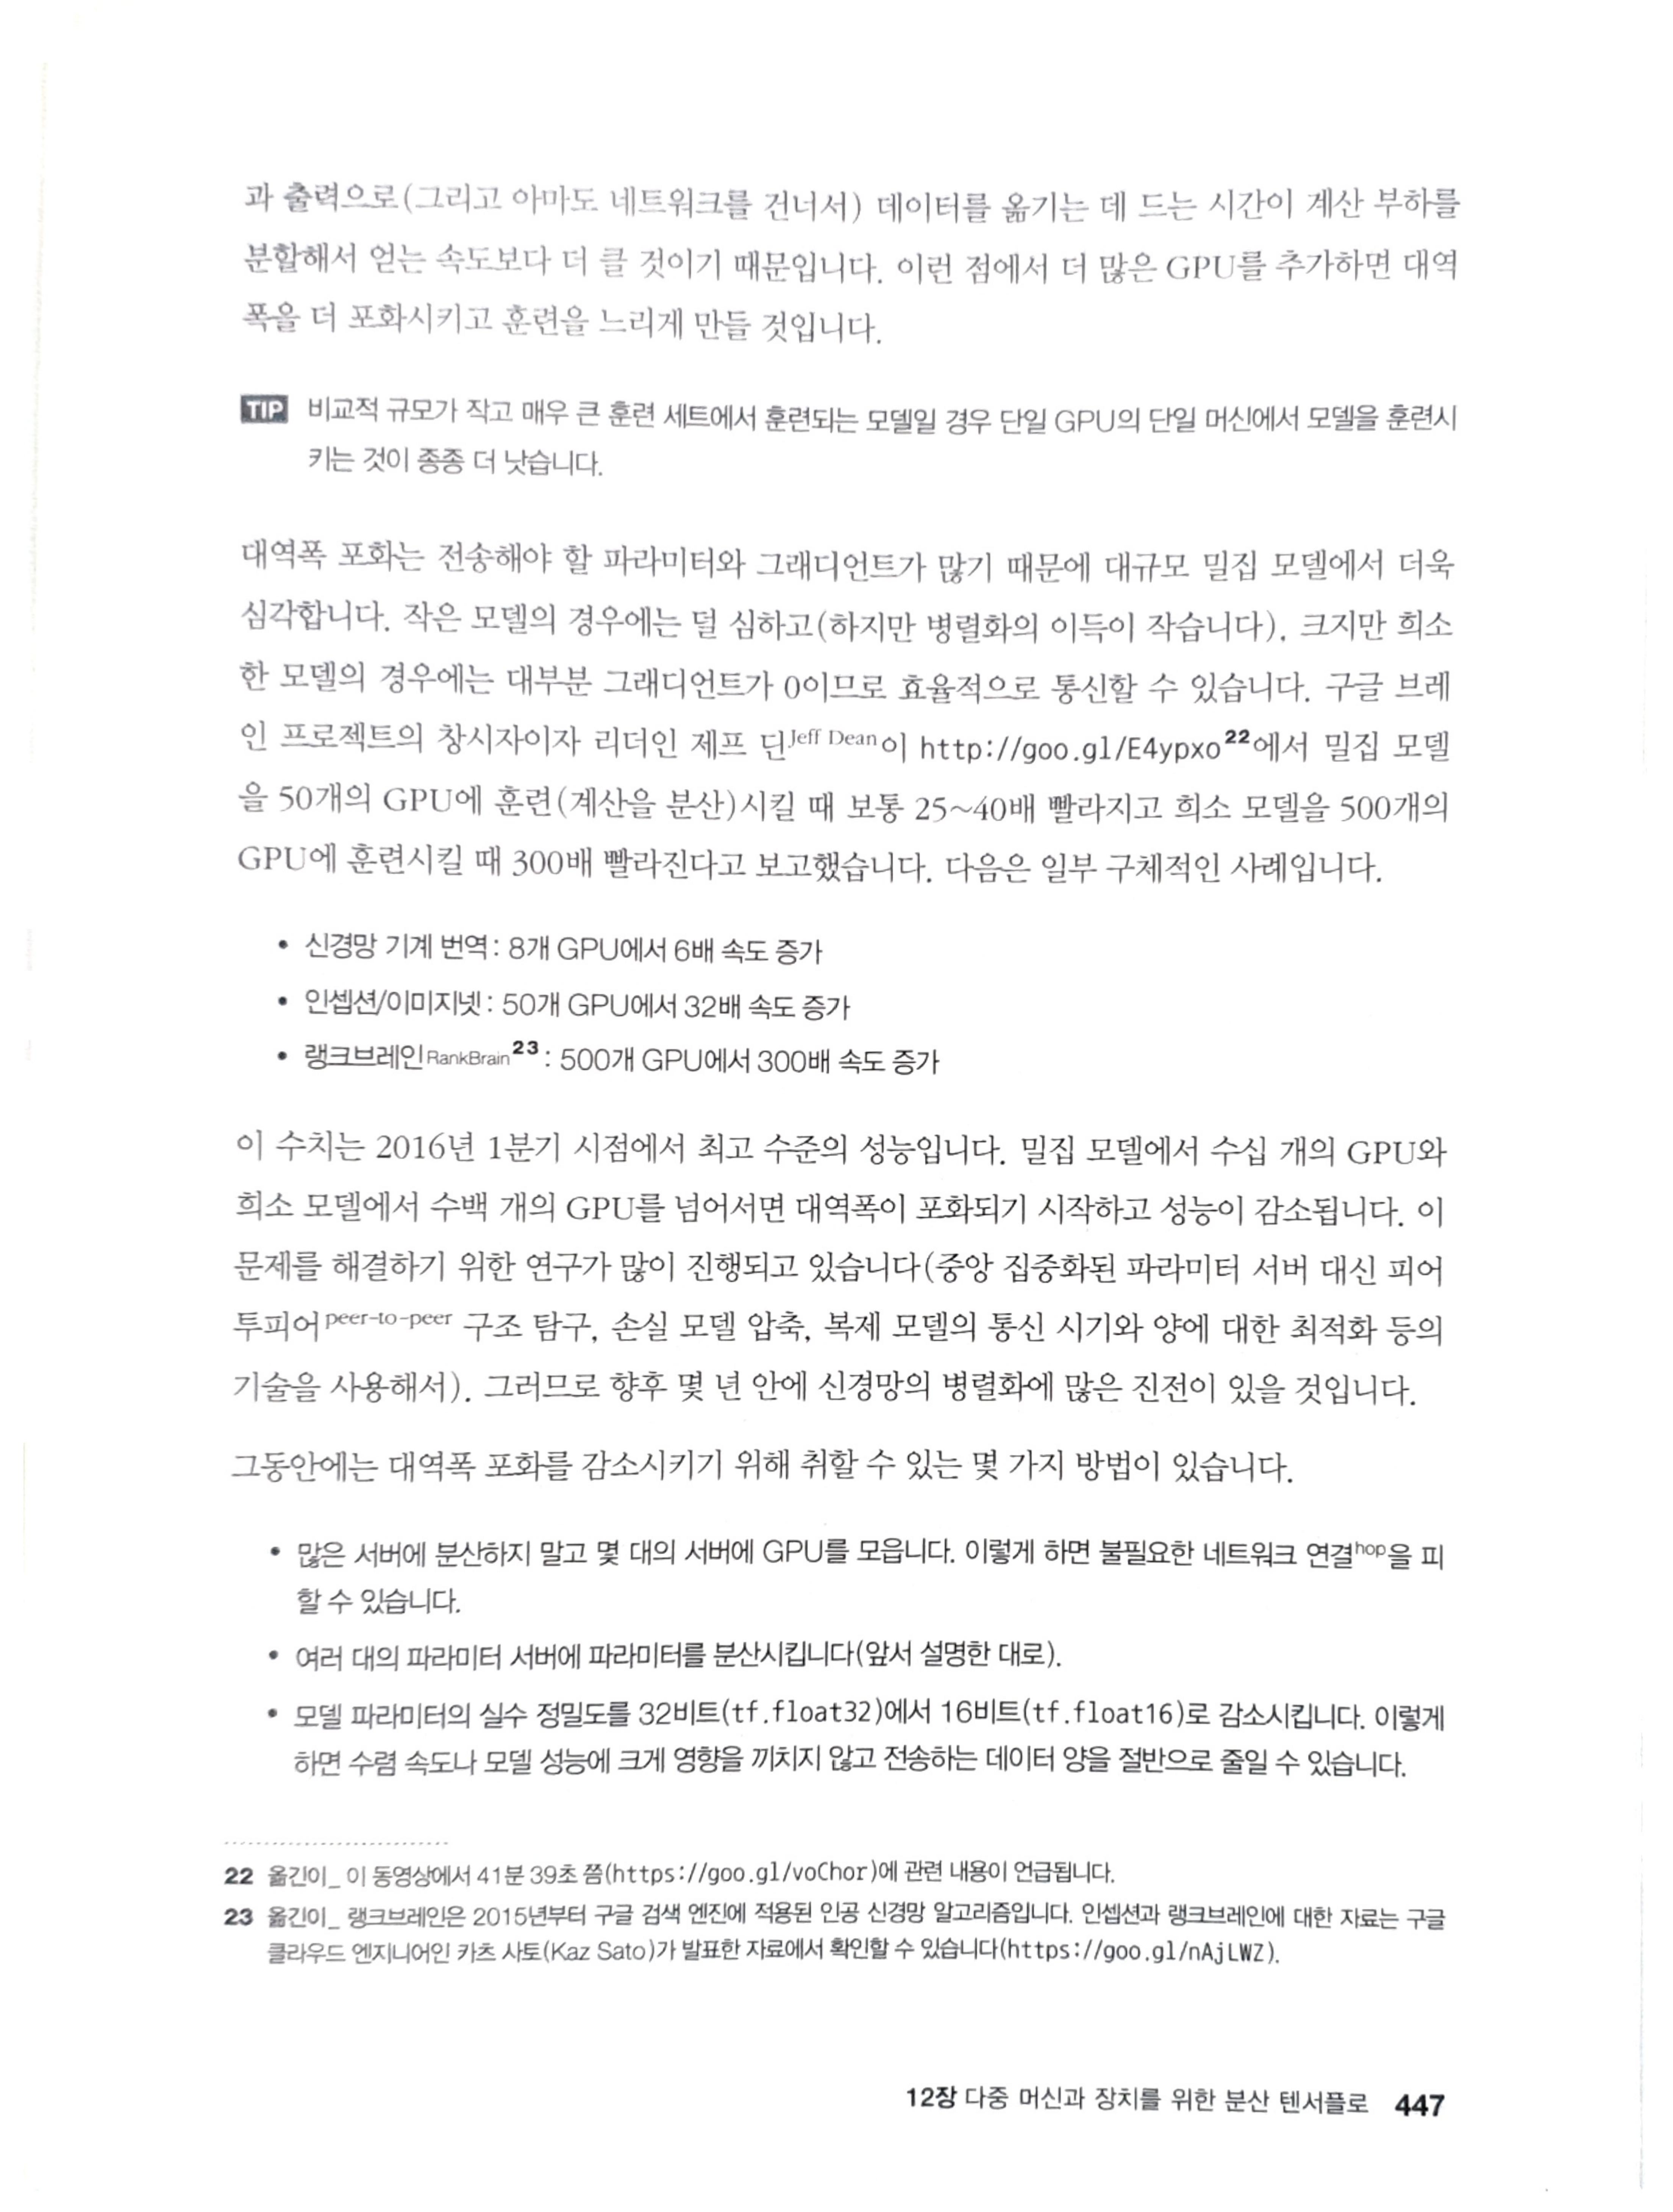 과 출력으로(그리고 아마도 네트워크를 건너서) 데이터를 옮기는 데 드는 시간이 계산 부하를
분할해서 얻는 속도보다 더 클 것이기 때문입니다. 이런 점에서 더 많은 GPU를 추가하면 대역
폭을 더 포화시키고 훈련을 느리게 만들 것입니다.
TIP 비교적 규모가 작고 매우 큰 훈련 세트에서 훈련되는 모델일 경우 단일 GPU의 단일 머신에서 모델을 훈련시
키는 것이 종종 더 낫습니다.
대역폭 포화는 전송해야 할 파라미터와 그래디언트가 많기 때문에 대규모 밀집 모델에서 더욱
심각합니다. 작은 모델의 경우에는 덜 심하고(하지만 병렬화의 이득이 작습니다), 크지만 희소
한 모델의 경우에는 대부분 그래디언트가 0이므로 효율적으로 통신할 수 있습니다. 구글 브레
인 프로젝트의 창시자이자 리더인 제프 딘Jeff Dean이 http://goo.gl/E4ypxo22에서 밀집 모델
을 50개의 GPU에 훈련(계산을 분산)시킬 때 보통 25~40배 빨라지고 희소 모델을 500개의
GPU에 훈련시킬 때 300배 빨라진다고 보고했습니다. 다음은 일부 구체적인 사례입니다.
• 신경망 기계 번역: 8개 GPU에서 6배 속도 증가
• 인셉션/이미지넷: 50개 GPU에서 32배 속도 증가
• 랭크브레인RankBrain23: 500개 GPU에서 300배 속도 증가
이 수치는 2016년 1분기 시점에서 최고 수준의 성능입니다. 밀집 모델에서 수십 개의 GPU와
희소 모델에서 수백 개의 GPU를 넘어서면 대역폭이 포화되기 시작하고 성능이 감소됩니다. 이
문제를 해결하기 위한 연구가 많이 진행되고 있습니다(중앙 집중화된 파라미터 서버 대신 피어
투피어peer-to-peer 구조 탐구, 손실 모델 압축, 복제 모델의 통신 시기와 양에 대한 최적화 등의
기술을 사용해서). 그러므로 향후 몇 년 안에 신경망의 병렬화에 많은 진전이 있을 것입니다.
그동안에는 대역폭 포화를 감소시키기 위해 취할 수 있는 몇 가지 방법이 있습니다.
• 많은 서버에 분산하지 말고 몇 대의 서버에 GPU를 모읍니다. 이렇게 하면 불필요한 네트워크 연결hop을 피
할 수 있습니다.
• 여러 대의 파라미터 서버에 파라미터를 분산시킵니다(앞서 설명한 대로).
• 모델 파라미터의 실수 정밀도를 32비트(tf.float32)에서 16비트(tf.float16)로 감소시킵니다. 이렇게
하면 수렴 속도나 모델 성능에 크게 영향을 끼치지 않고 전송하는 데이터 양을 절반으로 줄일 수 있습니다.
22 옮긴이_ 이 동영상에서 41분 39초 쯤(https://goo.gl/voChor)에 관련 내용이 언급됩니다.
23 옮긴이_ 랭크브레인은 2015년부터 구글 검색 엔진에 적용된 인공 신경망 알고리즘입니다. 인셉션과 랭크브레인에 대한 자료는 구글
클라우드 엔지니어인 카츠 사토(Kaz Sato)가 발표한 자료에서 확인할 수 있습니다(https://goo.gl/nAjLWZ).
12장 다중 머신과 장치를 위한 분산 텐서플로 447